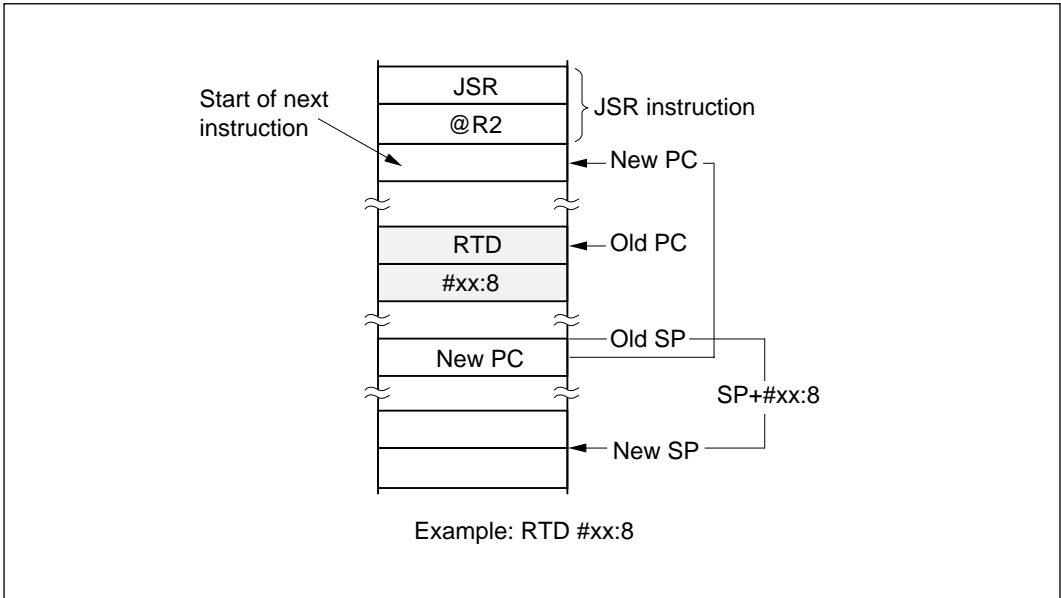 JSR
Start of next
instruction
JSR instruction
@R2
New PC
RTD
Old PC
#xx:8
Old SP
New PC
SP+#xx:8
New SP
Example: RTD #xx:8